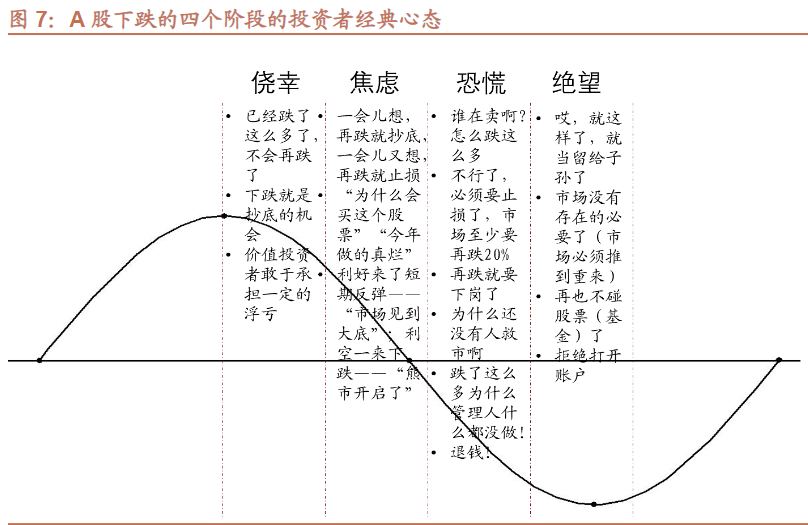 图 7：A 股下跌的四个阶段的投资者经典心态
侥幸
• 已经跌了
这么多了，
不会再跌
了
• 下跌就是
抄底的机
会
• 价值投资
者敢于承
担一定的
浮亏
焦虑
• 一会儿想，
再跌就抄底，
一会儿又想，
再跌就止损
• “为什么会
买这个股
票”“今年
做的真烂”
• 利好来了短
期反弹——
“市场见到
大底”；利
空一来下
跌——“熊
市开启了”
恐慌
• 谁在卖啊？
怎么跌这
么多
• 不行了，
必须要止
损了，市
场至少要
再跌20%
• 再跌就要
下岗了
• 为什么还
没有人救
市啊
• 跌了这么
多为什么
管理人什
么都没做！
• 退钱！
绝望
• 哎，就这
样了，就
当留给子
孙了
• 市场没有
存在的必
要了（市
场必须推
到重来）
• 再也不碰
股票（基
金）了
• 拒绝打开
账户